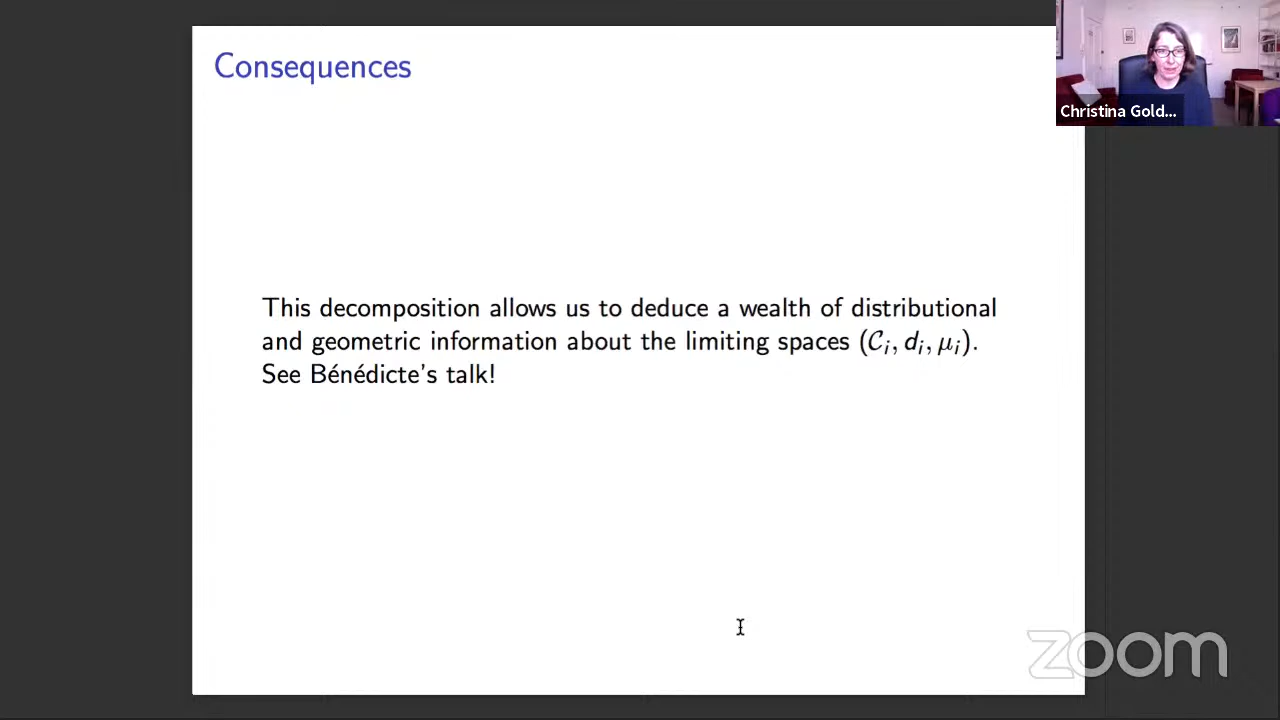 Consequences
Christina Gold...
This decomposition allows us to deduce a wealth of distributional
and geometric information about the limiting spaces (𝒞ᵢ, dᵢ, μᵢ).
See Bénédicte's talk!
zoom